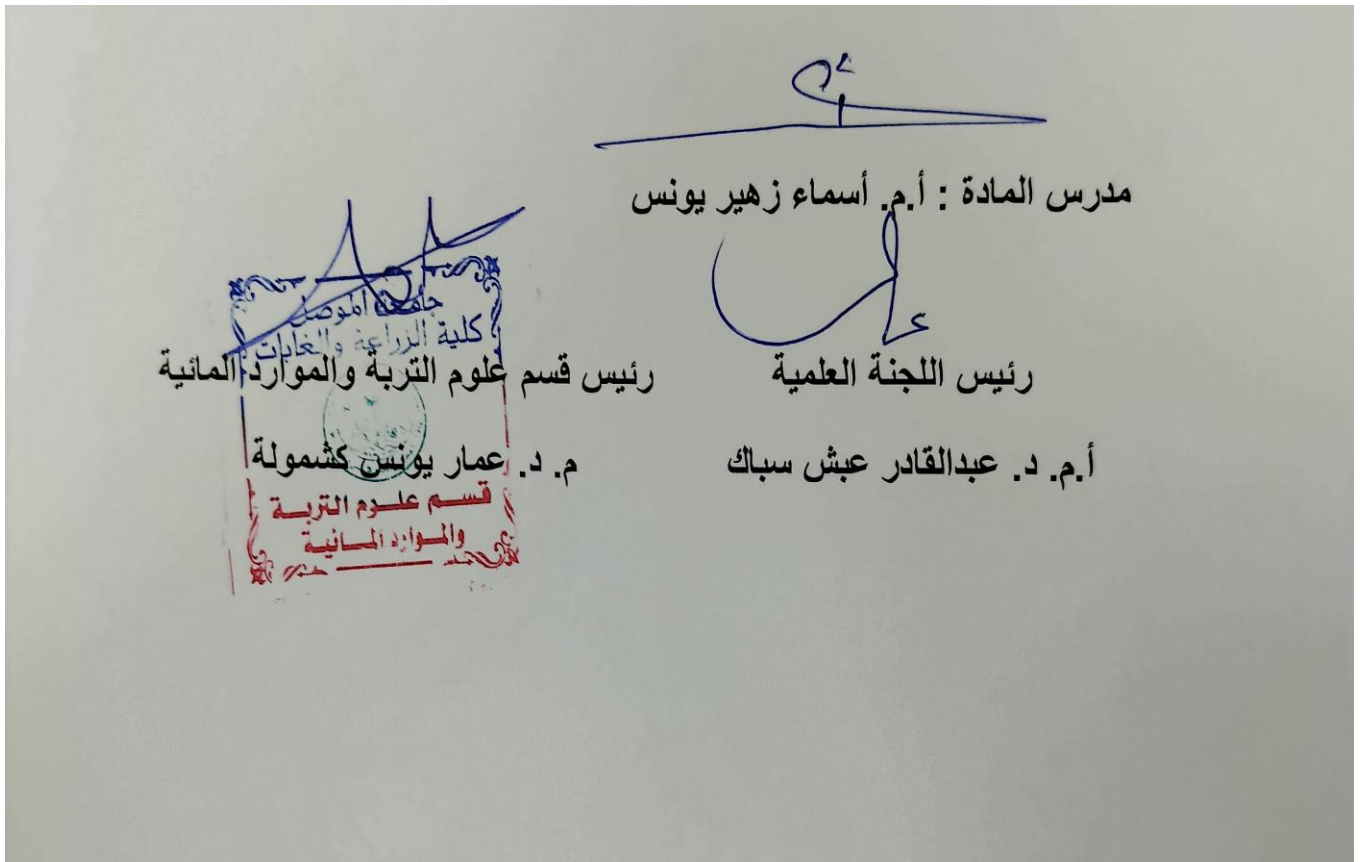 مدرس المادة : أ.م. أسماء زهير يونس
جامعة الموصل
كلية الزراعة والغابات
رئيس اللجنة العلمية
رئيس قسم علوم التربة والموارد المائية
أ.م. د. عبدالقادر عبش سباك
م. د. عمار يونس كشمولة
قسم علوم التربة
والموارد المائية